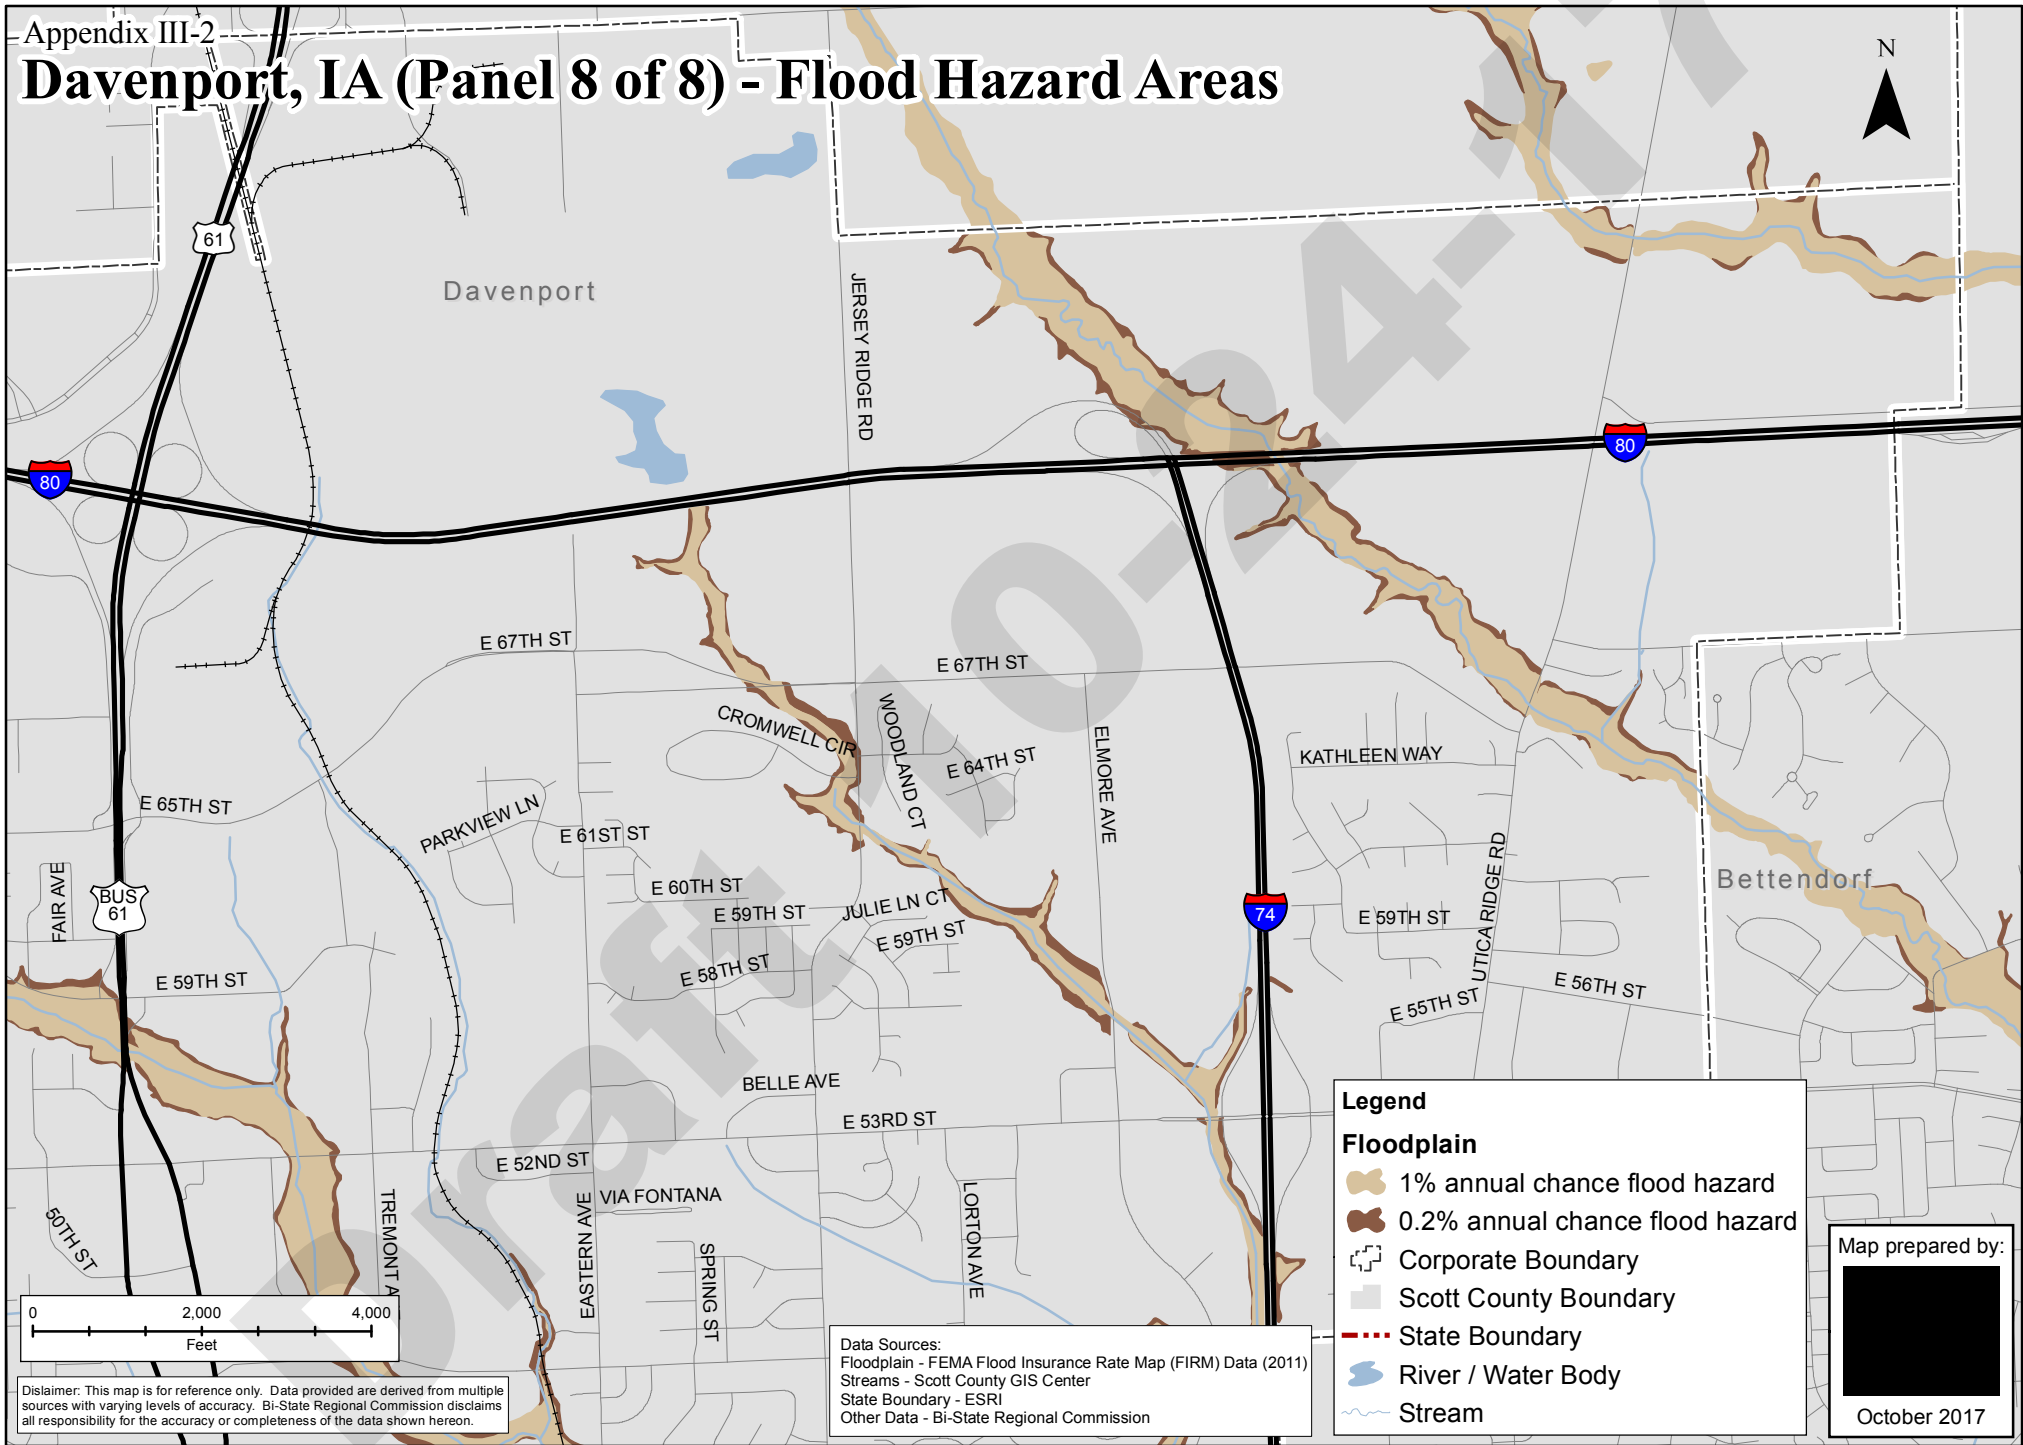 Appendix III-2
Davenport, IA (Panel 8 of 8) - Flood Hazard Areas
N
61
Davenport
JERSEY RIDGE RD
80
80
E 67TH ST
E 67TH ST
CROMWELL CIR
WOODLAND CT
E 64TH ST
ELMORE AVE
KATHLEEN WAY
E 65TH ST
PARKVIEW LN
E 61ST ST
UTICA RIDGE RD
Bettendorf
FAIR AVE
BUS
61
E 60TH ST
E 59TH ST
JULIE LN CT
E 59TH ST
74
E 59TH ST
E 59TH ST
E 58TH ST
E 55TH ST
E 56TH ST
BELLE AVE
E 53RD ST
E 52ND ST
VIA FONTANA
50TH ST
TREMONT A
EASTERN AVE
SPRING ST
LORTON AVE
Draft 10-24-17
0 2,000 4,000
Feet
Dislaimer: This map is for reference only. Data provided are derived from multiple
sources with varying levels of accuracy. Bi-State Regional Commission disclaims
all responsibility for the accuracy or completeness of the data shown hereon.
Data Sources:
Floodplain - FEMA Flood Insurance Rate Map (FIRM) Data (2011)
Streams - Scott County GIS Center
State Boundary - ESRI
Other Data - Bi-State Regional Commission
Legend
Floodplain
1% annual chance flood hazard
0.2% annual chance flood hazard
Corporate Boundary
Scott County Boundary
State Boundary
River / Water Body
Stream
Map prepared by:
October 2017